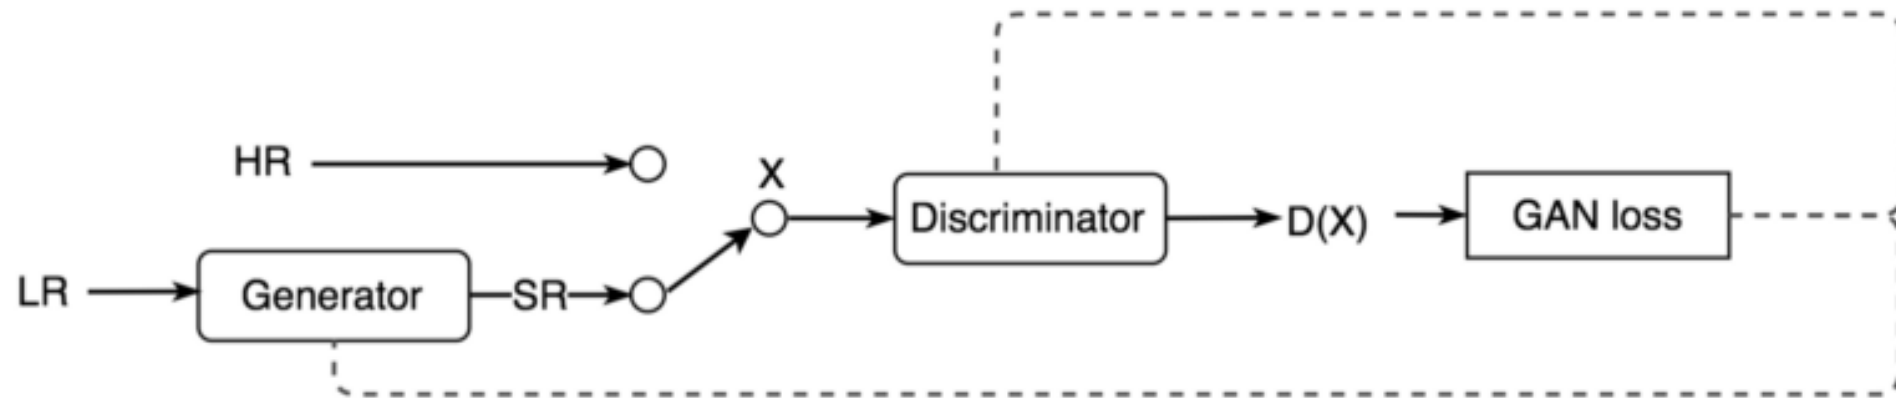 HR
X
Discriminator
D(X)
GAN loss
LR
Generator
SR